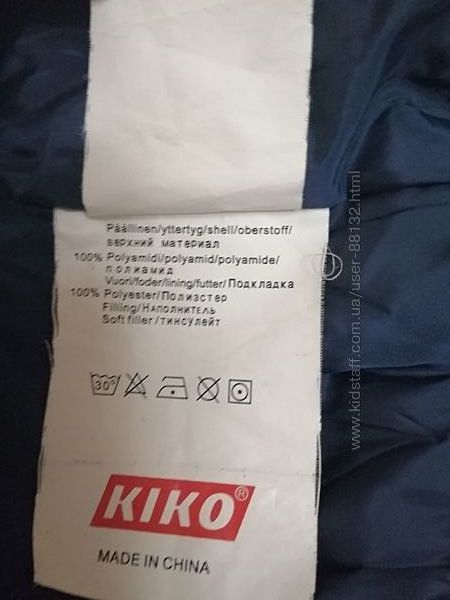 Päällinen/yttertyg/shell/oberstoff/
верхний материал
100% Polyamidi/polyamid/polyamide/
полиамид
Vuori/foder/lining/futter/Подкладка
100% Polyester/Полиэстер
Filling/Наполнитель
Soft filler/тинсулейт
30°
KIKO®
MADE IN CHINA
www.kidstaff.com.ua/user-88132.html